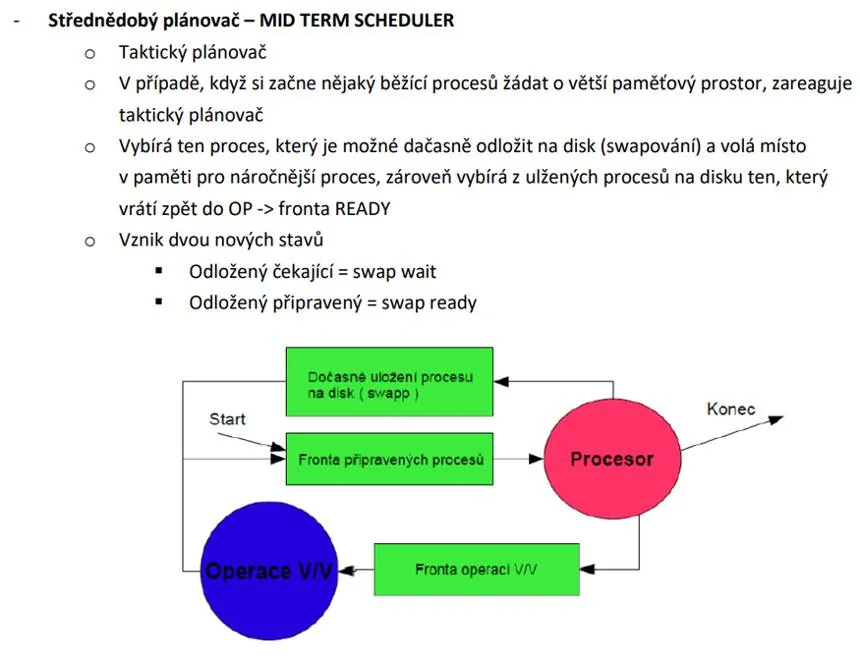 - Střednědobý plánovač – MID TERM SCHEDULER
o Taktický plánovač
o V případě, když si začne nějaký běžící procesů žádat o větší paměťový prostor, zareaguje
taktický plánovač
o Vybírá ten proces, který je možné dačasně odložit na disk (swapování) a volá místo
v paměti pro náročnější proces, zároveň vybírá z ulžených procesů na disku ten, který
vrátí zpět do OP -> fronta READY
o Vznik dvou nových stavů
▪ Odložený čekající = swap wait
▪ Odložený připravený = swap ready
Dočasné uložení procesu
na disk ( swapp )
Start
Konec
Fronta připravených procesů
Procesor
Operace V/V
Fronta operací V/V